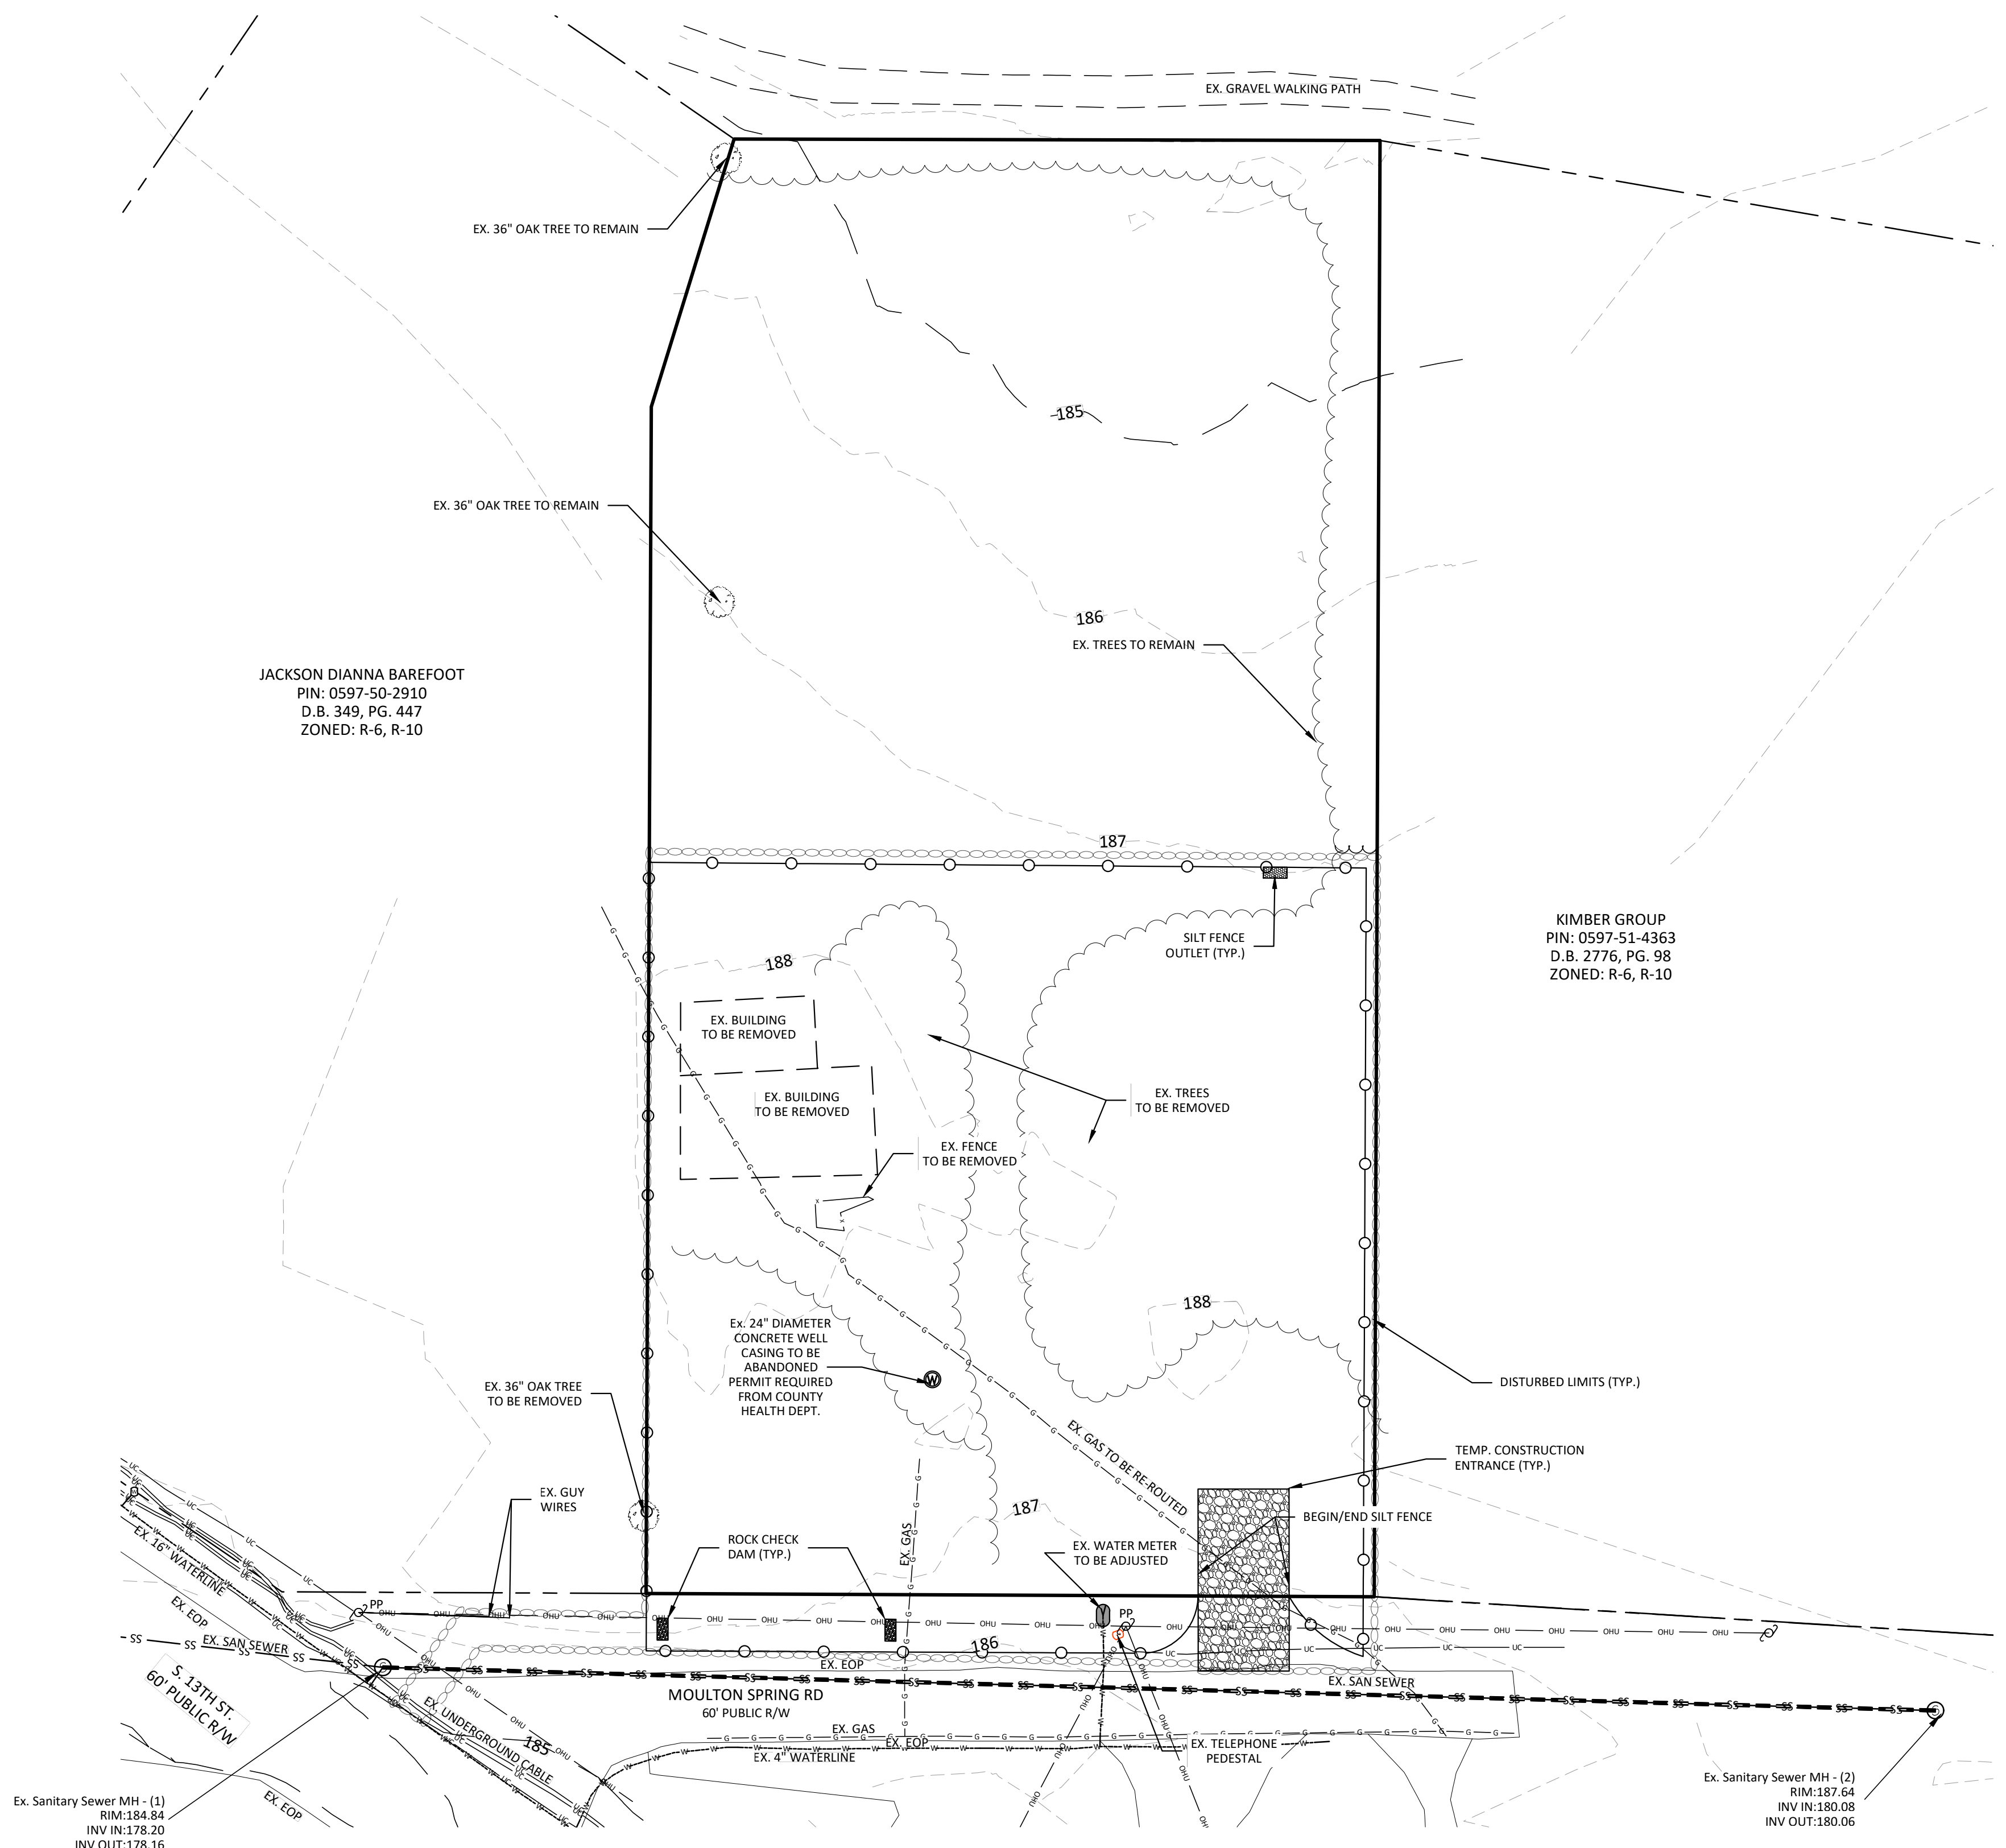 EX. GRAVEL WALKING PATH
EX. 36" OAK TREE TO REMAIN
185
EX. 36" OAK TREE TO REMAIN
186
EX. TREES TO REMAIN
JACKSON DIANNA BAREFOOT
PIN: 0597-50-2910
D.B. 349, PG. 447
ZONED: R-6, R-10
187
KIMBER GROUP
PIN: 0597-51-4363
D.B. 2776, PG. 98
ZONED: R-6, R-10
SILT FENCE
OUTLET (TYP.)
188
EX. BUILDING
TO BE REMOVED
EX. BUILDING
TO BE REMOVED
EX. TREES
TO BE REMOVED
EX. FENCE
TO BE REMOVED
188
Ex. 24" DIAMETER
CONCRETE WELL
CASING TO BE
ABANDONED
PERMIT REQUIRED
FROM COUNTY
HEALTH DEPT.
W
EX. 36" OAK TREE
TO BE REMOVED
DISTURBED LIMITS (TYP.)
EX. GAS TO BE RE-ROUTED
TEMP. CONSTRUCTION
ENTRANCE (TYP.)
EX. GUY
WIRES
187
BEGIN/END SILT FENCE
ROCK CHECK
DAM (TYP.)
EX. GAS
EX. WATER METER
TO BE ADJUSTED
EX. 16" WATERLINE
PP
PP
EX. EOP
EX. SAN SEWER
186
EX. EOP
EX. SAN SEWER
S. 13TH ST.
60' PUBLIC R/W
MOULTON SPRING RD
60' PUBLIC R/W
EX. UNDERGROUND CABLE
185
EX. GAS
EX. EOP
EX. 4" WATERLINE
EX. TELEPHONE
PEDESTAL
EX. EOP
Ex. Sanitary Sewer MH - (1)
RIM:184.84
INV IN:178.20
INV OUT:178.16
Ex. Sanitary Sewer MH - (2)
RIM:187.64
INV IN:180.08
INV OUT:180.06